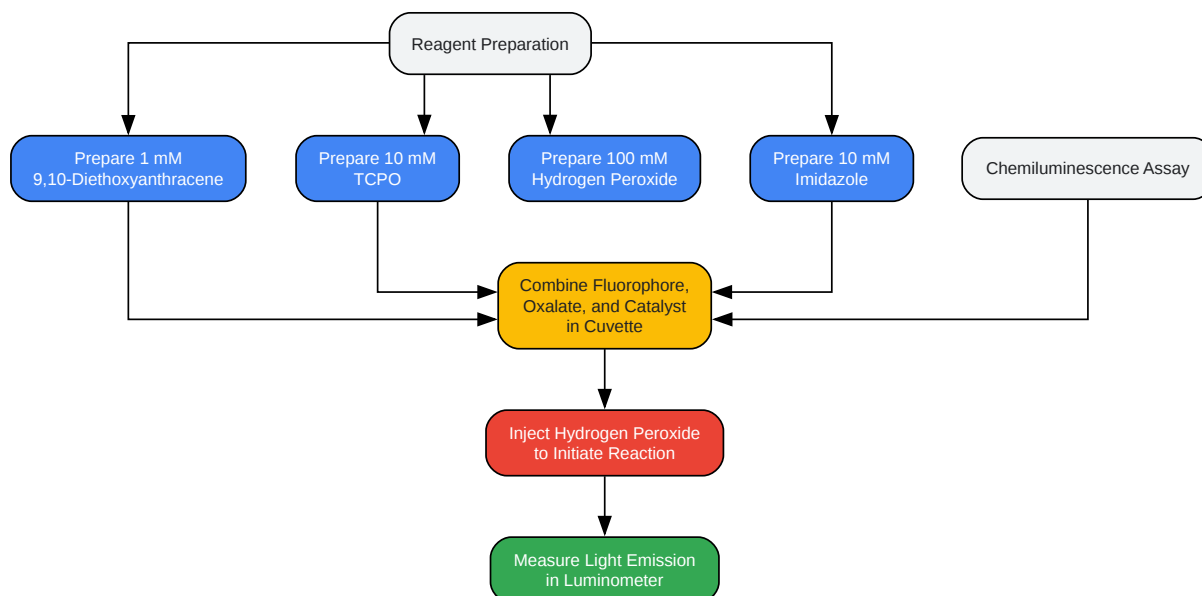 Reagent Preparation
Prepare 1 mM
9,10-Diethoxyanthracene
Prepare 10 mM
TCPO
Prepare 100 mM
Hydrogen Peroxide
Prepare 10 mM
Imidazole
Chemiluminescence Assay
Combine Fluorophore,
Oxalate, and Catalyst
in Cuvette
Inject Hydrogen Peroxide
to Initiate Reaction
Measure Light Emission
in Luminometer